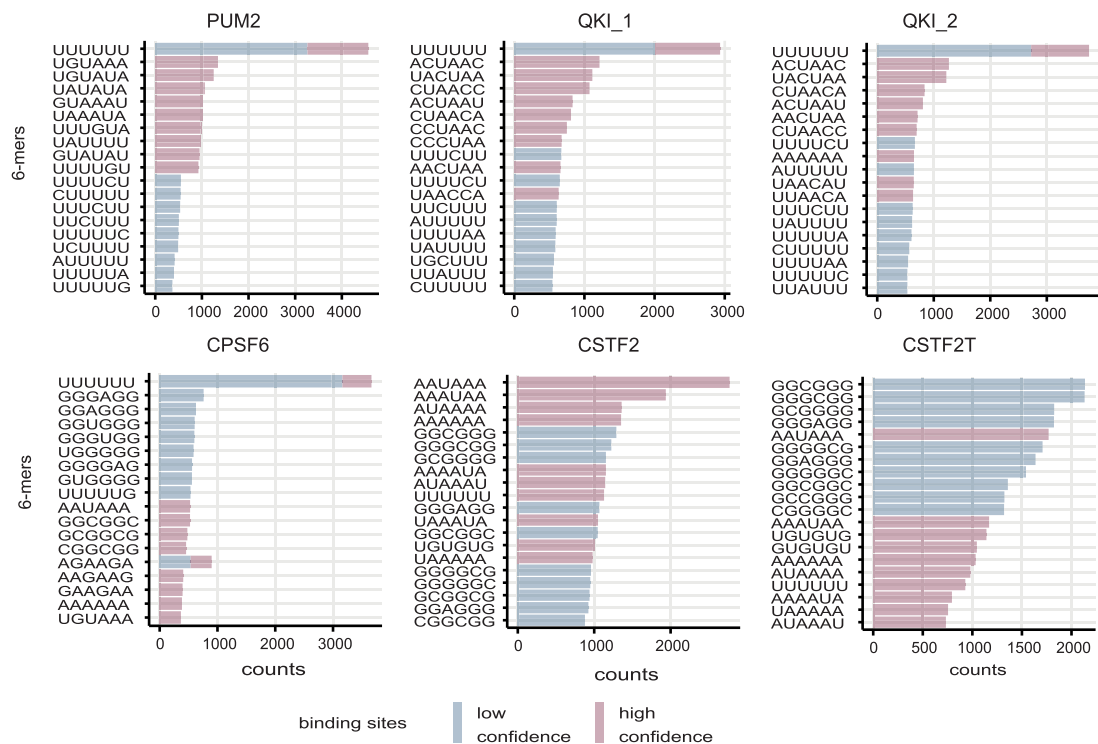 PUM2
QKI_1
QKI_2
6-mers
UUUUUU
UGUAAA
UGUAUA
UAUAUA
GUAAAU
UAAAUA
UUUGUA
UAUUUU
GUAUAU
UUUUGU
UUUUCU
CUUUUU
UUUCUU
UUCUUU
UUUUUC
UCUUUU
AUUUUU
UUUUUA
UUUUUG
0 1000 2000 3000 4000
UUUUUU
ACUAAC
UACUAA
CUAACC
ACUAAU
CUAACA
CCUAAC
CCCUAA
UUUCUU
AACUAA
UUUUCU
UAACCA
UUCUUU
AUUUUU
UUUUAA
UAUUUU
UGCUUU
UUAUUU
CUUUUU
0 1000 2000 3000
UUUUUU
ACUAAC
UACUAA
CUAACA
ACUAAU
AACUAA
CUAACC
UUUUCU
AAAAAA
AUUUUU
UAACAU
UUAACA
UUUCUU
UAUUUU
UUUUUA
CUUUUU
UUUUAA
UUUUUC
UUAUUU
0 1000 2000 3000
CPSF6
CSTF2
CSTF2T
6-mers
UUUUUU
GGGAGG
GGAGGG
GGUGGG
GGGUGG
UGGGGG
GGGGAG
GUGGGG
UUUUUG
AAUAAA
GGCGGC
GCGGCG
CGGCGG
AGAAGA
AAGAAG
GAAGAA
AAAAAA
UGUAAA
0 1000 2000 3000
counts
AAUAAA
AAAUAA
AUAAAA
AAAAAA
GGCGGG
GGGCGG
GCGGGG
AAAAUA
AUAAAU
UUUUUU
GGGAGG
UAAAUA
GGCGGC
UGUGUG
UAAAAA
GGGGCG
GGGGGC
GCGGCG
GGAGGG
CGGCGG
0 1000 2000
counts
GGCGGG
GGGCGG
GCGGGG
GGGAGG
AAUAAA
GGGGCG
GGAGGG
GGGGGC
GGCGGC
GCCGGG
CGGGGC
AAAUAA
UGUGUG
GUGUGU
AAAAAA
AUAAAA
UUUUUU
AAAAUA
UAAAAA
AUAAAU
0 500 1000 1500 2000
counts
binding sites
low confidence
high confidence